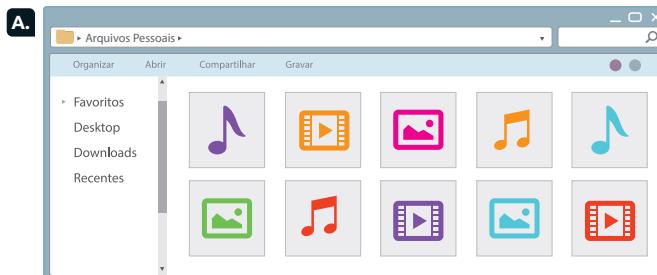 A.
Arquivos Pessoais
Organizar Abrir Compartilhar Gravar
Favoritos
Desktop
Downloads
Recentes